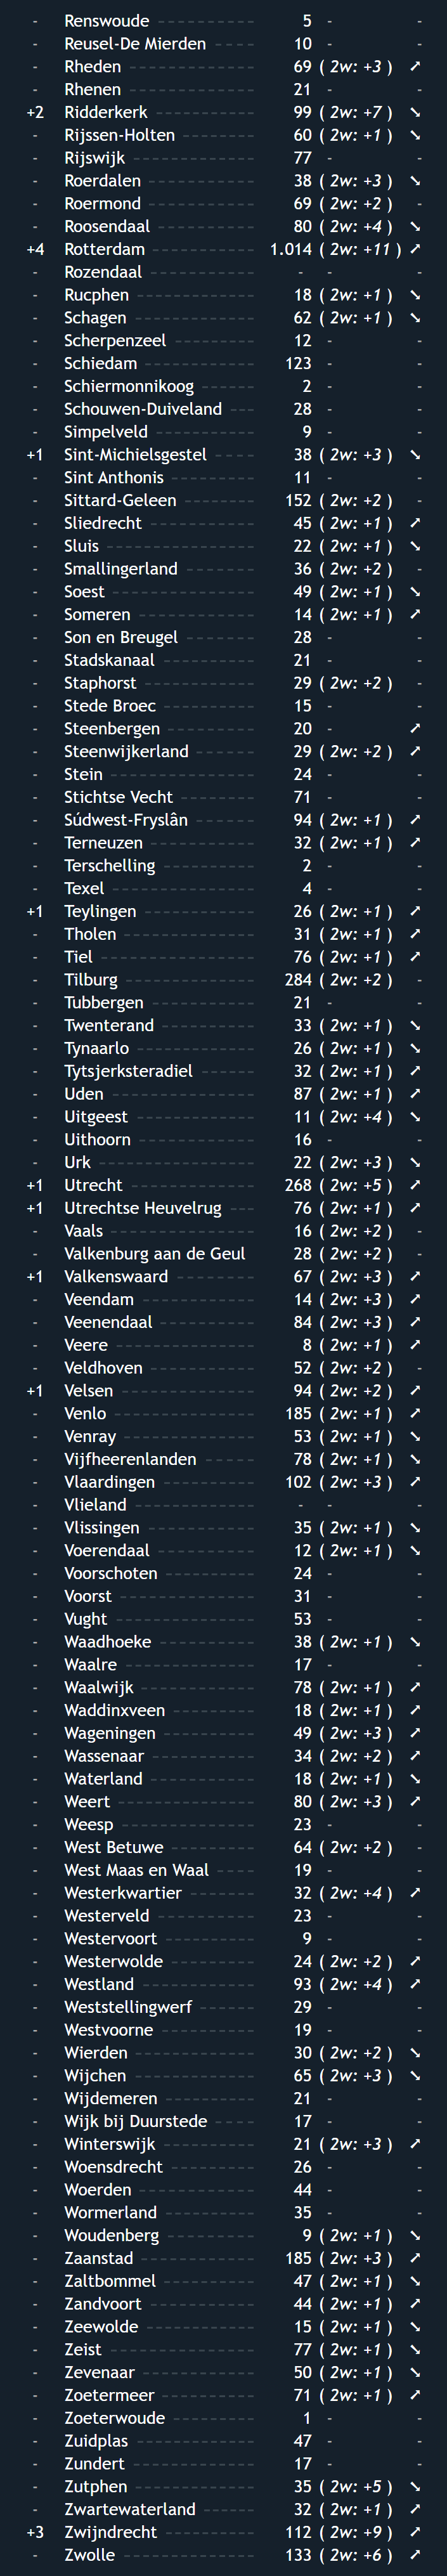 - Renswoude ----------- 5 - -
- Reusel-De Mierden ----- 10 - -
- Rheden ------------- 69 ( 2w: +3 ) ➚
- Rhenen ------------- 21 - -
+2 Ridderkerk ----------- 99 ( 2w: +7 ) ➘
- Rijssen-Holten -------- 60 ( 2w: +1 ) ➘
- Rijswijk ------------- 77 - -
- Roerdalen ----------- 38 ( 2w: +3 ) ➘
- Roermond ----------- 69 ( 2w: +2 ) -
- Roosendaal ---------- 80 ( 2w: +4 ) ➘
+4 Rotterdam ----------- 1.014 ( 2w: +11 ) ➚
- Rozendaal ----------- - - -
- Rucphen ------------ 18 ( 2w: +1 ) ➘
- Schagen ------------- 62 ( 2w: +1 ) ➘
- Scherpenzeel --------- 12 - -
- Schiedam ------------ 123 - -
- Schiermonnikoog ------ 2 - -
- Schouwen-Duiveland --- 28 - -
- Simpelveld ----------- 9 - -
+1 Sint-Michielsgestel ---- 38 ( 2w: +3 ) ➘
- Sint Anthonis --------- 11 - -
- Sittard-Geleen -------- 152 ( 2w: +2 ) -
- Sliedrecht ----------- 45 ( 2w: +1 ) ➚
- Sluis --------------- 22 ( 2w: +1 ) ➘
- Smallingerland -------- 36 ( 2w: +2 ) -
- Soest --------------- 49 ( 2w: +1 ) ➘
- Someren ------------ 14 ( 2w: +1 ) ➚
- Son en Breugel -------- 28 - -
- Stadskanaal ---------- 21 - -
- Staphorst ------------ 29 ( 2w: +2 ) -
- Stede Broec ---------- 15 - -
- Steenbergen ---------- 20 - ➚
- Steenwijkerland ------- 29 ( 2w: +2 ) ➚
- Stein --------------- 24 - -
- Stichtse Vecht -------- 71 - -
- Súdwest-Fryslân ------- 94 ( 2w: +1 ) ➚
- Terneuzen ----------- 32 ( 2w: +1 ) ➚
- Terschelling ---------- 2 - -
- Texel --------------- 4 - -
+1 Teylingen ------------ 26 ( 2w: +1 ) ➚
- Tholen -------------- 31 ( 2w: +1 ) ➚
- Tiel ---------------- 76 ( 2w: +1 ) ➚
- Tilburg -------------- 284 ( 2w: +2 ) -
- Tubbergen ----------- 21 - -
- Twenterand ---------- 33 ( 2w: +1 ) ➘
- Tynaarlo ------------ 26 ( 2w: +1 ) ➘
- Tytsjerksteradiel ------ 32 ( 2w: +1 ) ➚
- Uden --------------- 87 ( 2w: +1 ) ➚
- Uitgeest ------------- 11 ( 2w: +4 ) ➘
- Uithoorn ------------ 16 - -
- Urk ---------------- 22 ( 2w: +3 ) ➘
+1 Utrecht ------------- 268 ( 2w: +5 ) ➚
+1 Utrechtse Heuvelrug --- 76 ( 2w: +1 ) ➚
- Vaals --------------- 16 ( 2w: +2 ) -
- Valkenburg aan de Geul 28 ( 2w: +2 ) -
+1 Valkenswaard --------- 67 ( 2w: +3 ) ➚
- Veendam ------------ 14 ( 2w: +3 ) ➚
- Veenendaal ---------- 84 ( 2w: +3 ) ➚
- Veere --------------- 8 ( 2w: +1 ) ➚
- Veldhoven ----------- 52 ( 2w: +2 ) -
+1 Velsen -------------- 94 ( 2w: +2 ) ➚
- Venlo --------------- 185 ( 2w: +1 ) ➚
- Venray -------------- 53 ( 2w: +1 ) ➘
- Vijfheerenlanden ------ 78 ( 2w: +1 ) ➘
- Vlaardingen ---------- 102 ( 2w: +3 ) ➚
- Vlieland ------------- - - -
- Vlissingen ------------ 35 ( 2w: +1 ) ➘
- Voerendaal ---------- 12 ( 2w: +1 ) ➘
- Voorschoten ---------- 24 - -
- Voorst -------------- 31 - -
- Vught --------------- 53 - -
- Waadhoeke ---------- 38 ( 2w: +1 ) ➘
- Waalre -------------- 17 - -
- Waalwijk ------------ 78 ( 2w: +1 ) ➚
- Waddinxveen --------- 18 ( 2w: +1 ) ➚
- Wageningen ---------- 49 ( 2w: +3 ) ➚
- Wassenaar ----------- 34 ( 2w: +2 ) ➚
- Waterland ----------- 18 ( 2w: +1 ) ➘
- Weert -------------- 80 ( 2w: +3 ) ➚
- Weesp -------------- 23 - -
- West Betuwe --------- 64 ( 2w: +2 ) -
- West Maas en Waal ----- 19 - -
- Westerkwartier -------- 32 ( 2w: +4 ) ➚
- Westerveld ----------- 23 - -
- Westervoort ---------- 9 - -
- Westerwolde ---------- 24 ( 2w: +2 ) ➚
- Westland ------------ 93 ( 2w: +4 ) ➚
- Weststellingwerf ------ 29 - -
- Westvoorne ---------- 19 - -
- Wierden ------------- 30 ( 2w: +2 ) ➘
- Wijchen ------------- 65 ( 2w: +3 ) ➘
- Wijdemeren ---------- 21 - -
- Wijk bij Duurstede ----- 17 - -
- Winterswijk ---------- 21 ( 2w: +3 ) ➚
- Woensdrecht --------- 26 - -
- Woerden ------------ 44 - -
- Wormerland ---------- 35 - -
- Woudenberg ---------- 9 ( 2w: +1 ) ➘
- Zaanstad ------------ 185 ( 2w: +3 ) ➚
- Zaltbommel ---------- 47 ( 2w: +1 ) ➘
- Zandvoort ----------- 44 ( 2w: +1 ) ➚
- Zeewolde ------------ 15 ( 2w: +1 ) ➘
- Zeist --------------- 77 ( 2w: +1 ) ➘
- Zevenaar ------------ 50 ( 2w: +1 ) ➘
- Zoetermeer ---------- 71 ( 2w: +1 ) ➚
- Zoeterwoude --------- 1 - -
- Zuidplas ------------- 47 - -
- Zundert ------------- 17 - -
- Zutphen ------------- 35 ( 2w: +5 ) ➘
- Zwartewaterland ------ 32 ( 2w: +1 ) ➚
+3 Zwijndrecht ---------- 112 ( 2w: +9 ) ➚
- Zwolle -------------- 133 ( 2w: +6 ) ➚